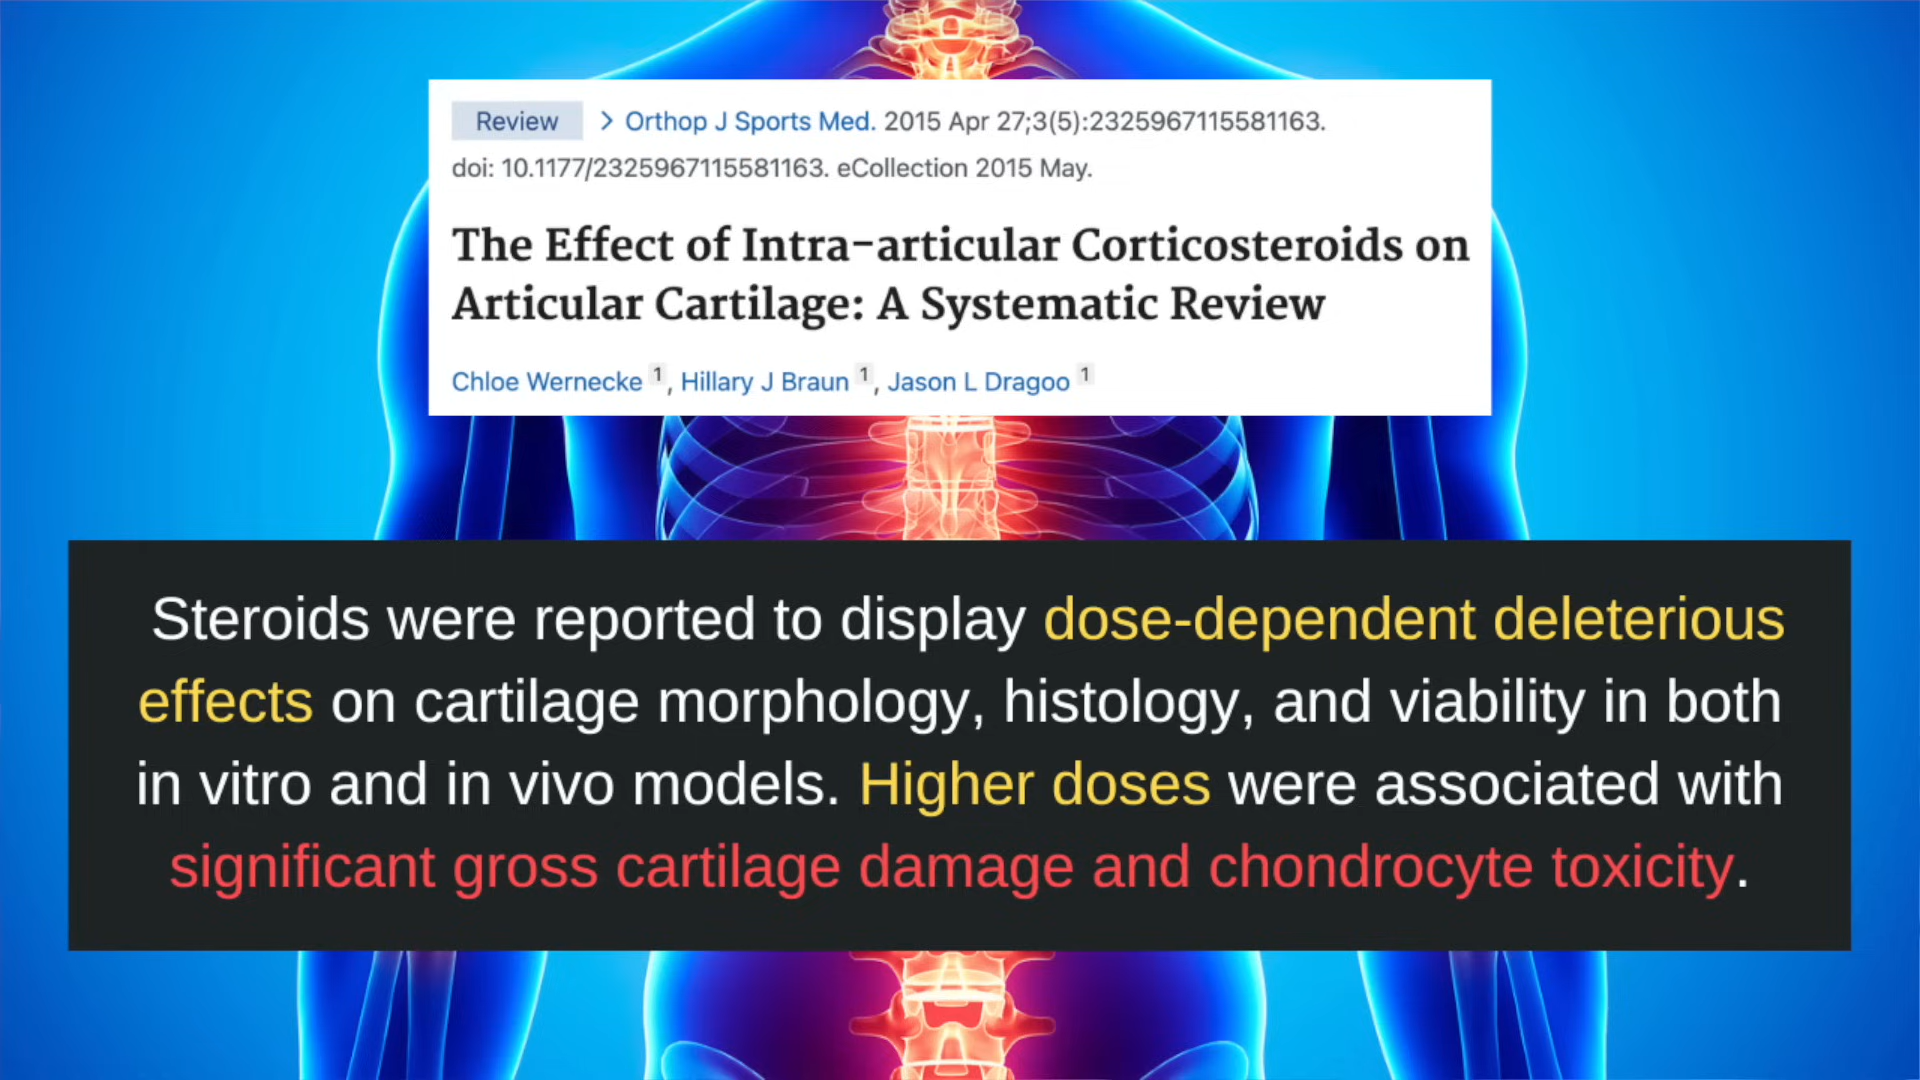 Review > Orthop J Sports Med. 2015 Apr 27;3(5):2325967115581163.
doi: 10.1177/2325967115581163. eCollection 2015 May.
The Effect of Intra-articular Corticosteroids on
Articular Cartilage: A Systematic Review
Chloe Wernecke 1, Hillary J Braun 1, Jason L Dragoo 1
Steroids were reported to display dose-dependent deleterious
effects on cartilage morphology, histology, and viability in both
in vitro and in vivo models. Higher doses were associated with
significant gross cartilage damage and chondrocyte toxicity.